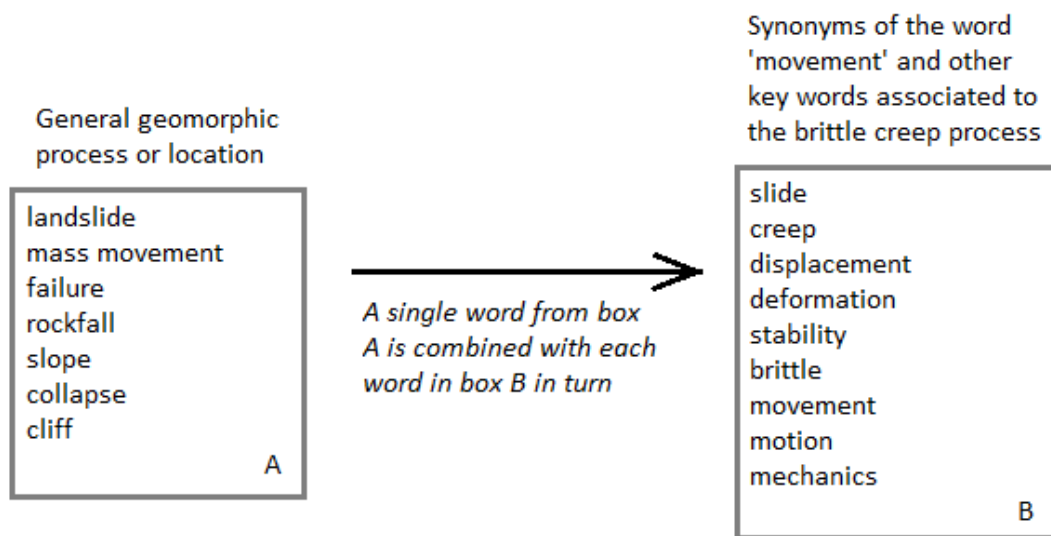 General geomorphic
process or location
landslide
mass movement
failure
rockfall
slope
collapse
cliff
A
A single word from box
A is combined with each
word in box B in turn
Synonyms of the word
'movement' and other
key words associated to
the brittle creep process
slide
creep
displacement
deformation
stability
brittle
movement
motion
mechanics
B